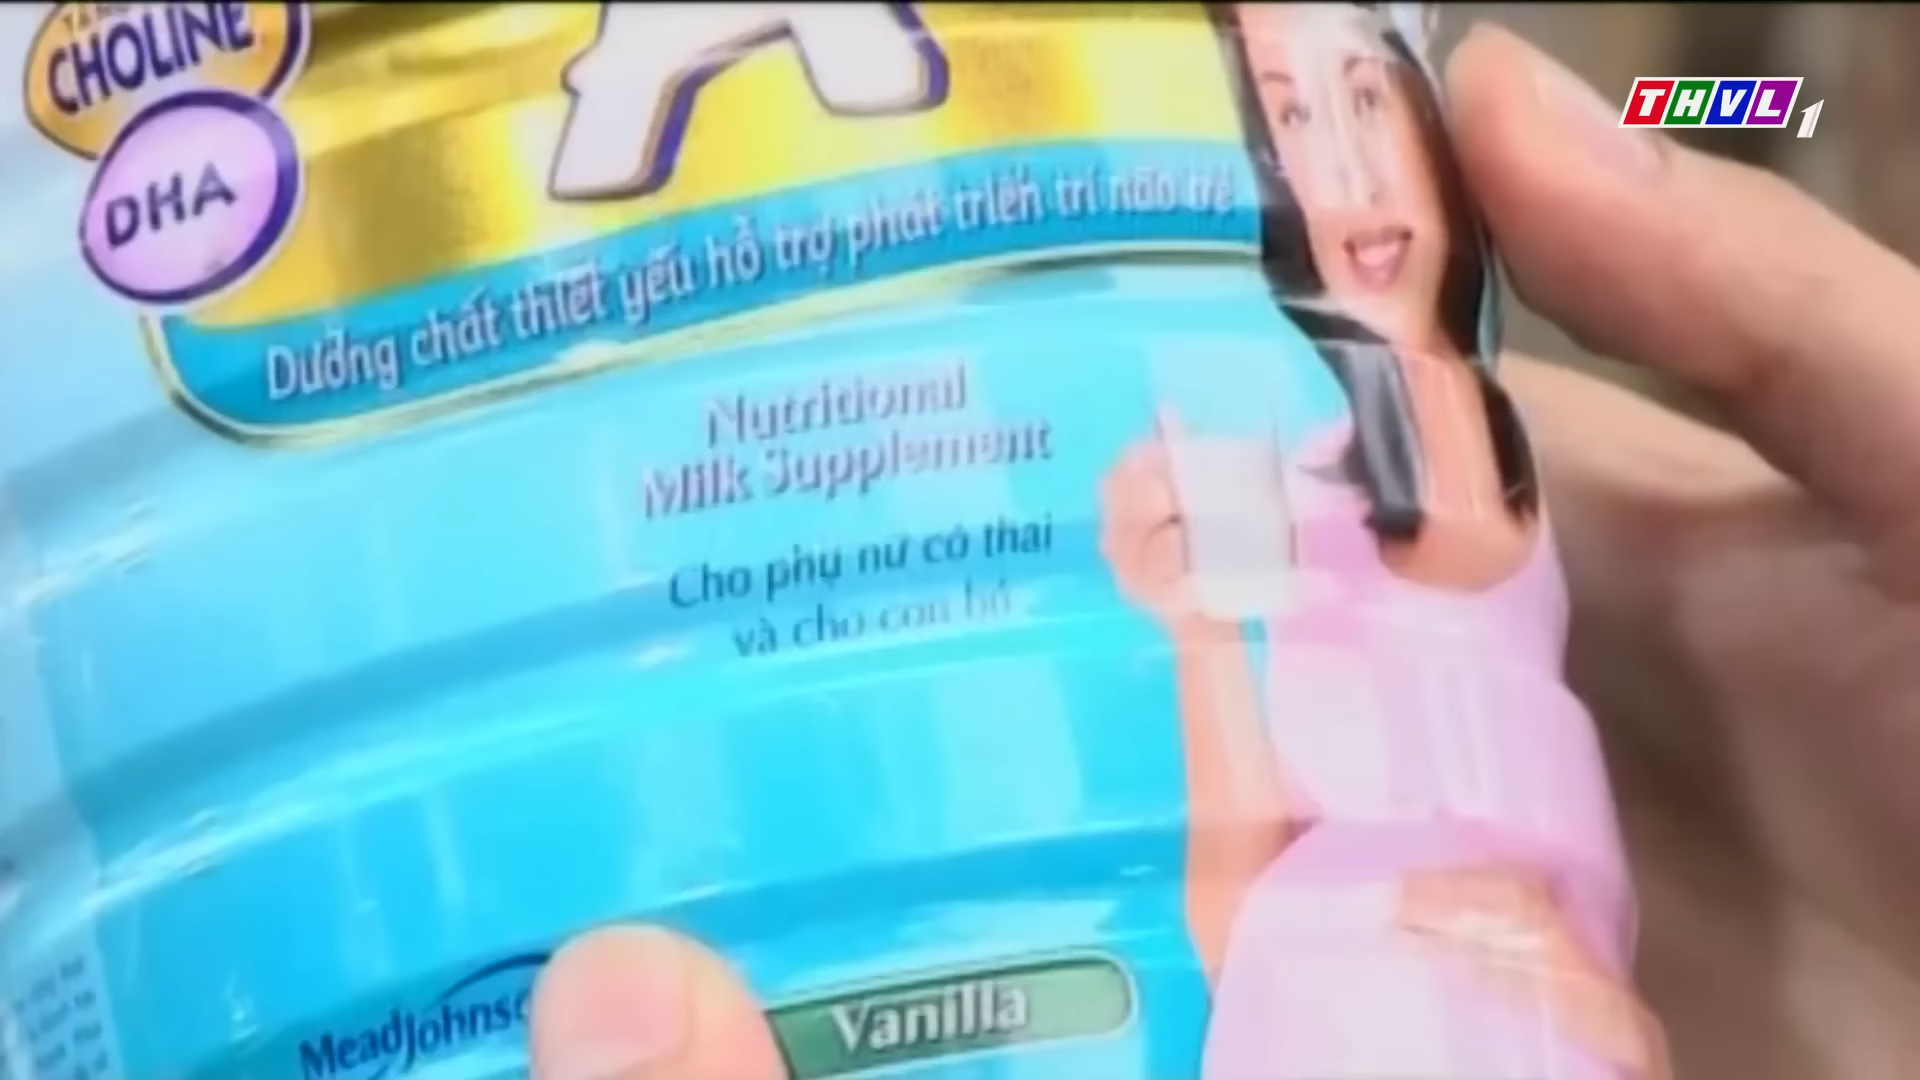 CHOLINE
DHA
A
THVL1
Dưỡng chất thiết yếu hỗ trợ phát triển trí não trẻ
Nutritional
Milk Supplement
Cho phụ nữ có thai
và cho con bú
MeadJohnso
Vanilla